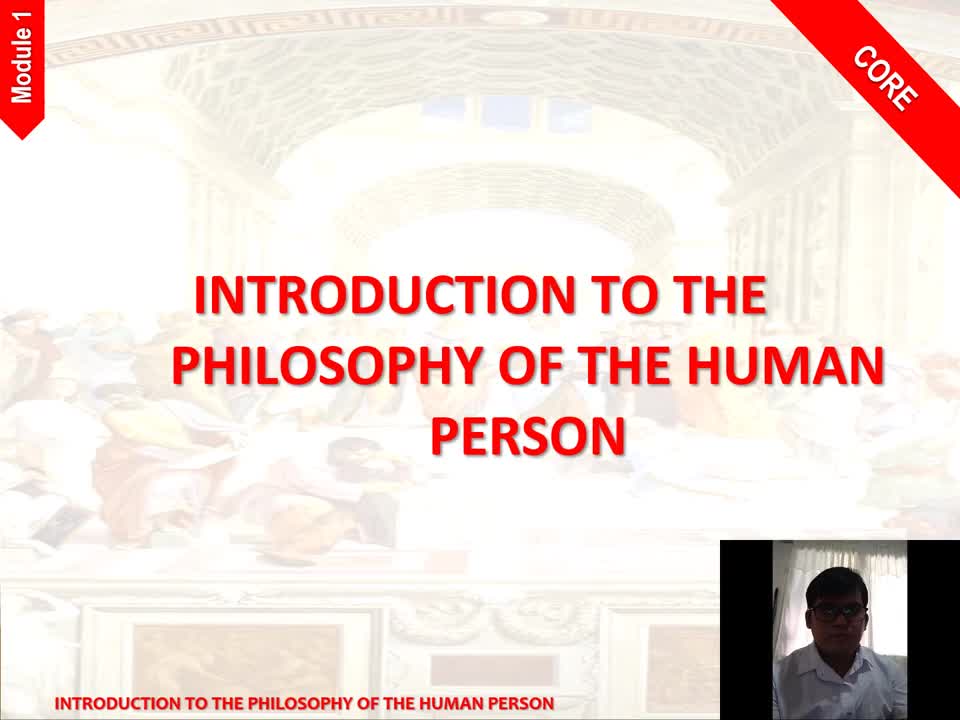 Module 1
CORE
INTRODUCTION TO THE
PHILOSOPHY OF THE HUMAN
PERSON
INTRODUCTION TO THE PHILOSOPHY OF THE HUMAN PERSON